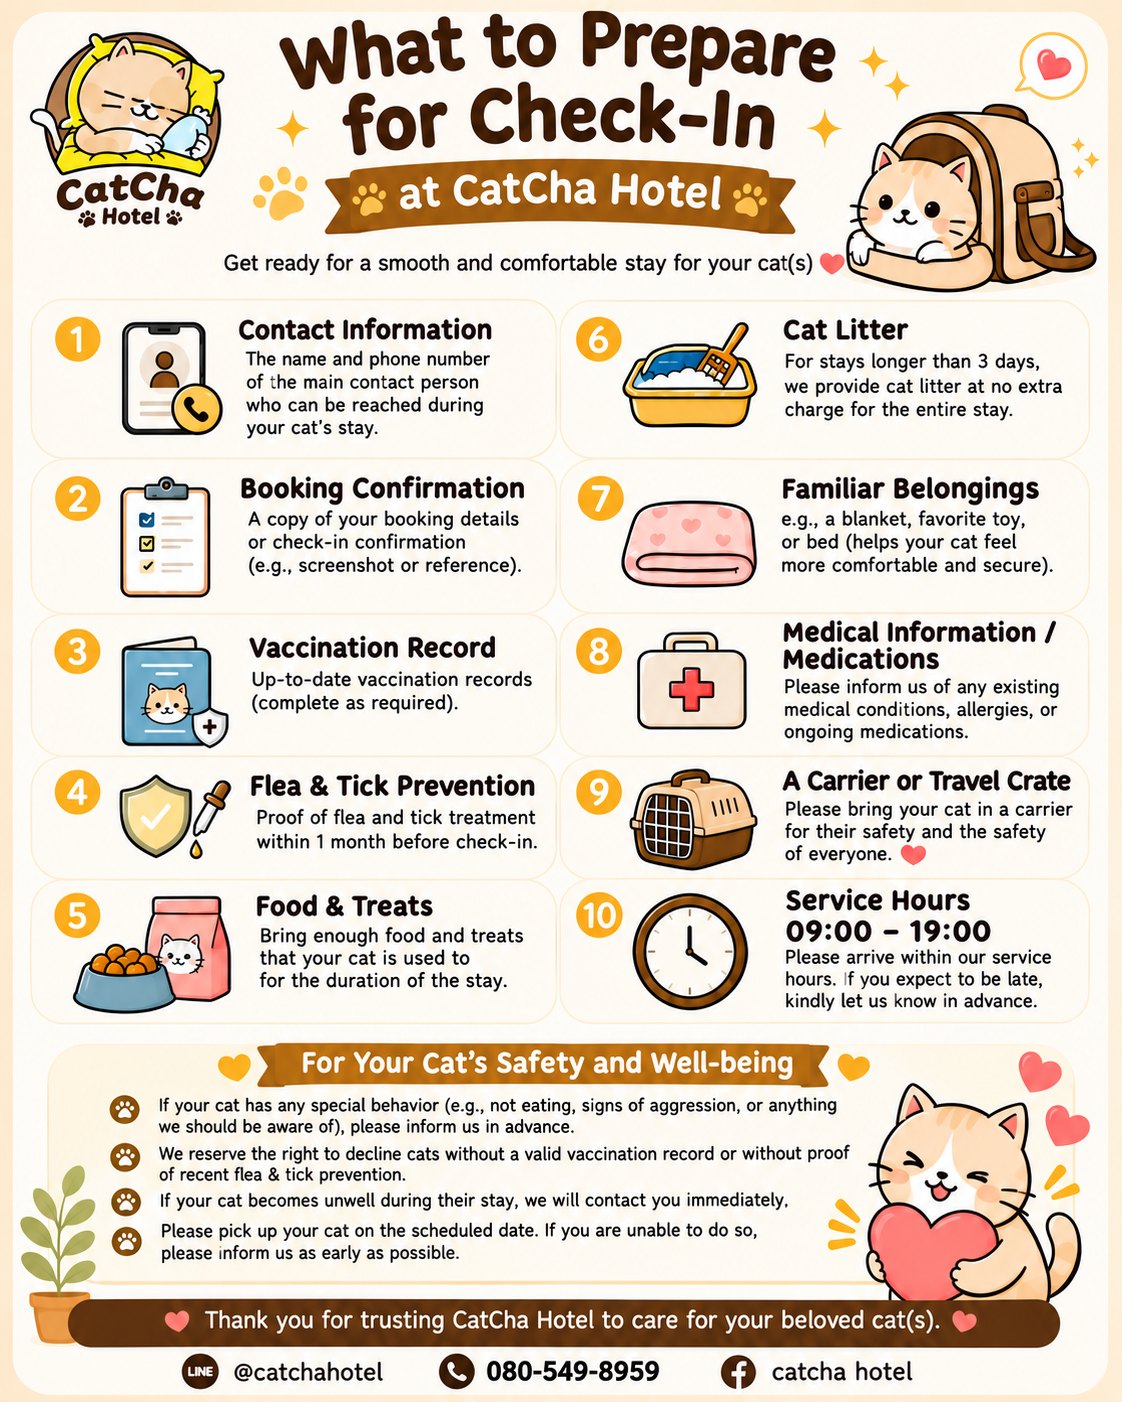 CatCha
Hotel
What to Prepare
for Check-In
at CatCha Hotel
Get ready for a smooth and comfortable stay for your cat(s)
1
Contact Information
The name and phone number
of the main contact person
who can be reached during
your cat's stay.
2
Booking Confirmation
A copy of your booking details
or check-in confirmation
(e.g., screenshot or reference).
3
Vaccination Record
Up-to-date vaccination records
(complete as required).
4
Flea & Tick Prevention
Proof of flea and tick treatment
within 1 month before check-in.
5
Food & Treats
Bring enough food and treats
that your cat is used to
for the duration of the stay.
6
Cat Litter
For stays longer than 3 days,
we provide cat litter at no extra
charge for the entire stay.
7
Familiar Belongings
e.g., a blanket, favorite toy,
or bed (helps your cat feel
more comfortable and secure).
8
Medical Information /
Medications
Please inform us of any existing
medical conditions, allergies, or
ongoing medications.
9
A Carrier or Travel Crate
Please bring your cat in a carrier
for their safety and the safety
of everyone.
10
Service Hours
09:00 – 19:00
Please arrive within our service
hours. If you expect to be late,
kindly let us know in advance.
For Your Cat's Safety and Well-being
If your cat has any special behavior (e.g., not eating, signs of aggression, or anything
we should be aware of), please inform us in advance.
We reserve the right to decline cats without a valid vaccination record or without proof
of recent flea & tick prevention.
If your cat becomes unwell during their stay, we will contact you immediately,
Please pick up your cat on the scheduled date. If you are unable to do so,
please inform us as early as possible.
Thank you for trusting CatCha Hotel to care for your beloved cat(s).
LINE @catchahotel
080-549-8959
catcha hotel